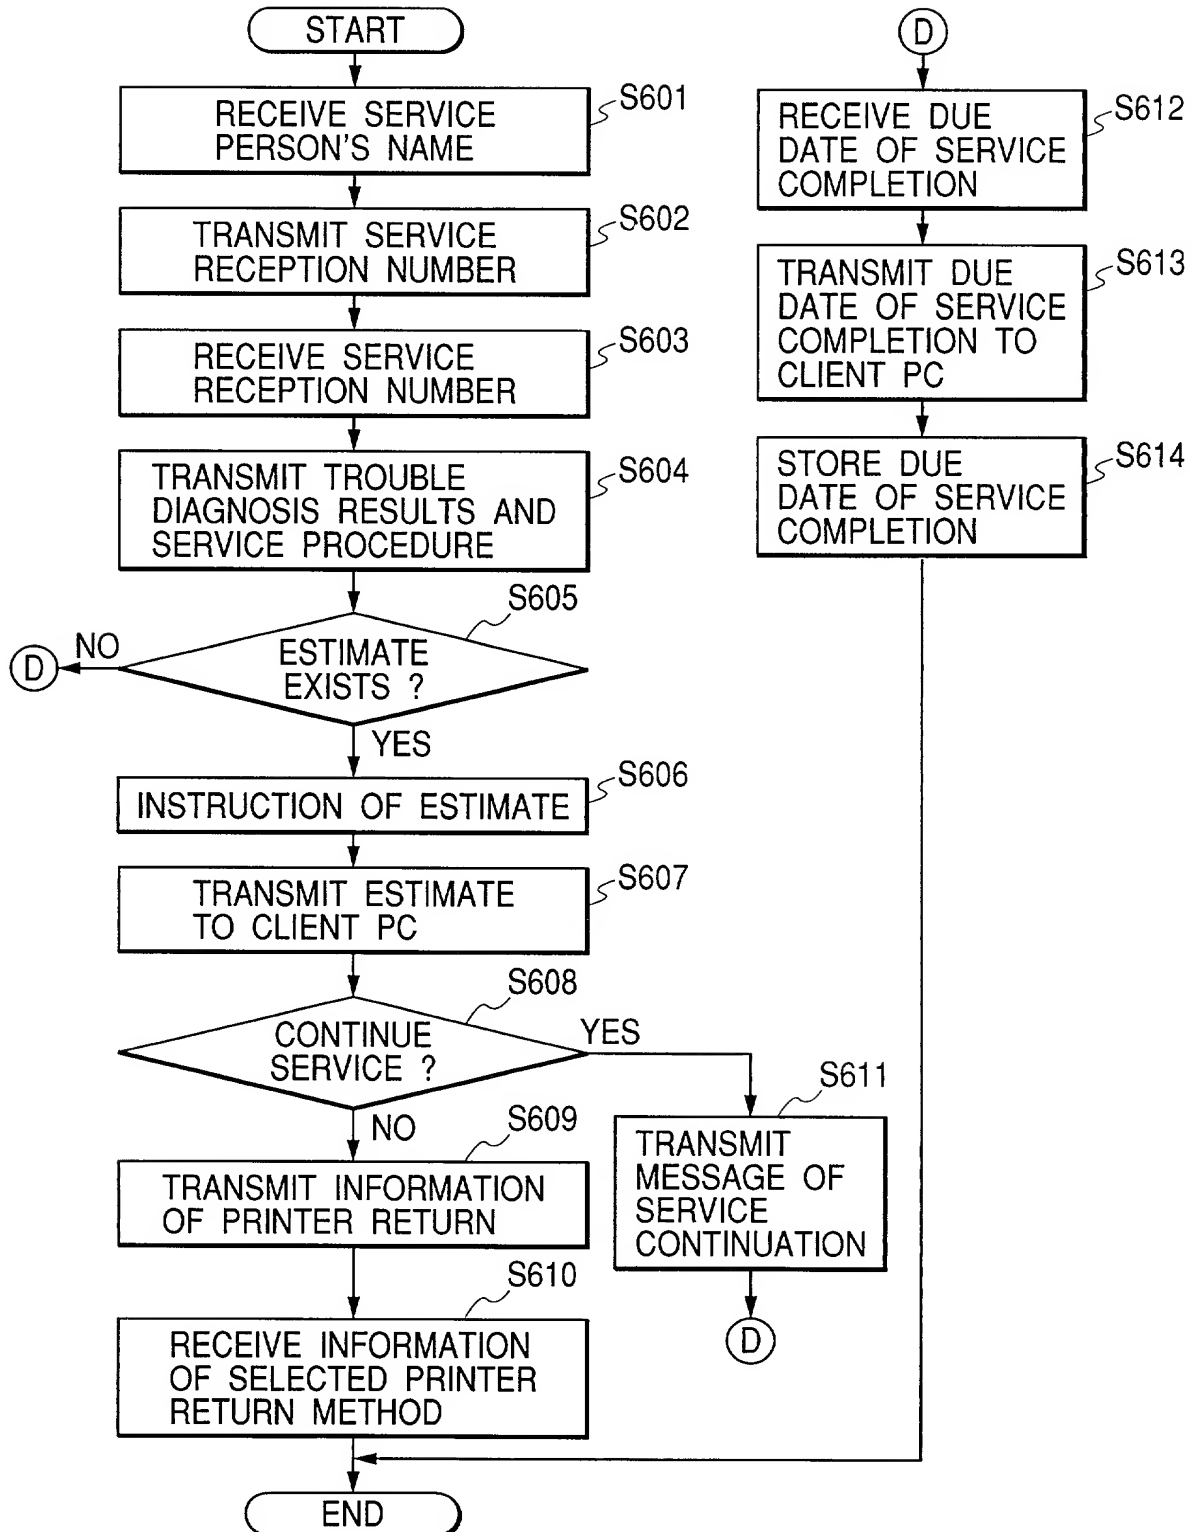 START
RECEIVE SERVICE
PERSON'S NAME
S601
TRANSMIT SERVICE
RECEPTION NUMBER
S602
RECEIVE SERVICE
RECEPTION NUMBER
S603
TRANSMIT TROUBLE
DIAGNOSIS RESULTS AND
SERVICE PROCEDURE
S604
S605
ESTIMATE
EXISTS ?
NO
D
YES
INSTRUCTION OF ESTIMATE
S606
TRANSMIT ESTIMATE
TO CLIENT PC
S607
S608
CONTINUE
SERVICE ?
YES
NO
S609
TRANSMIT INFORMATION
OF PRINTER RETURN
S610
RECEIVE INFORMATION
OF SELECTED PRINTER
RETURN METHOD
END
S611
TRANSMIT
MESSAGE OF
SERVICE
CONTINUATION
D
D
RECEIVE DUE
DATE OF SERVICE
COMPLETION
S612
TRANSMIT DUE
DATE OF SERVICE
COMPLETION TO
CLIENT PC
S613
STORE DUE
DATE OF SERVICE
COMPLETION
S614